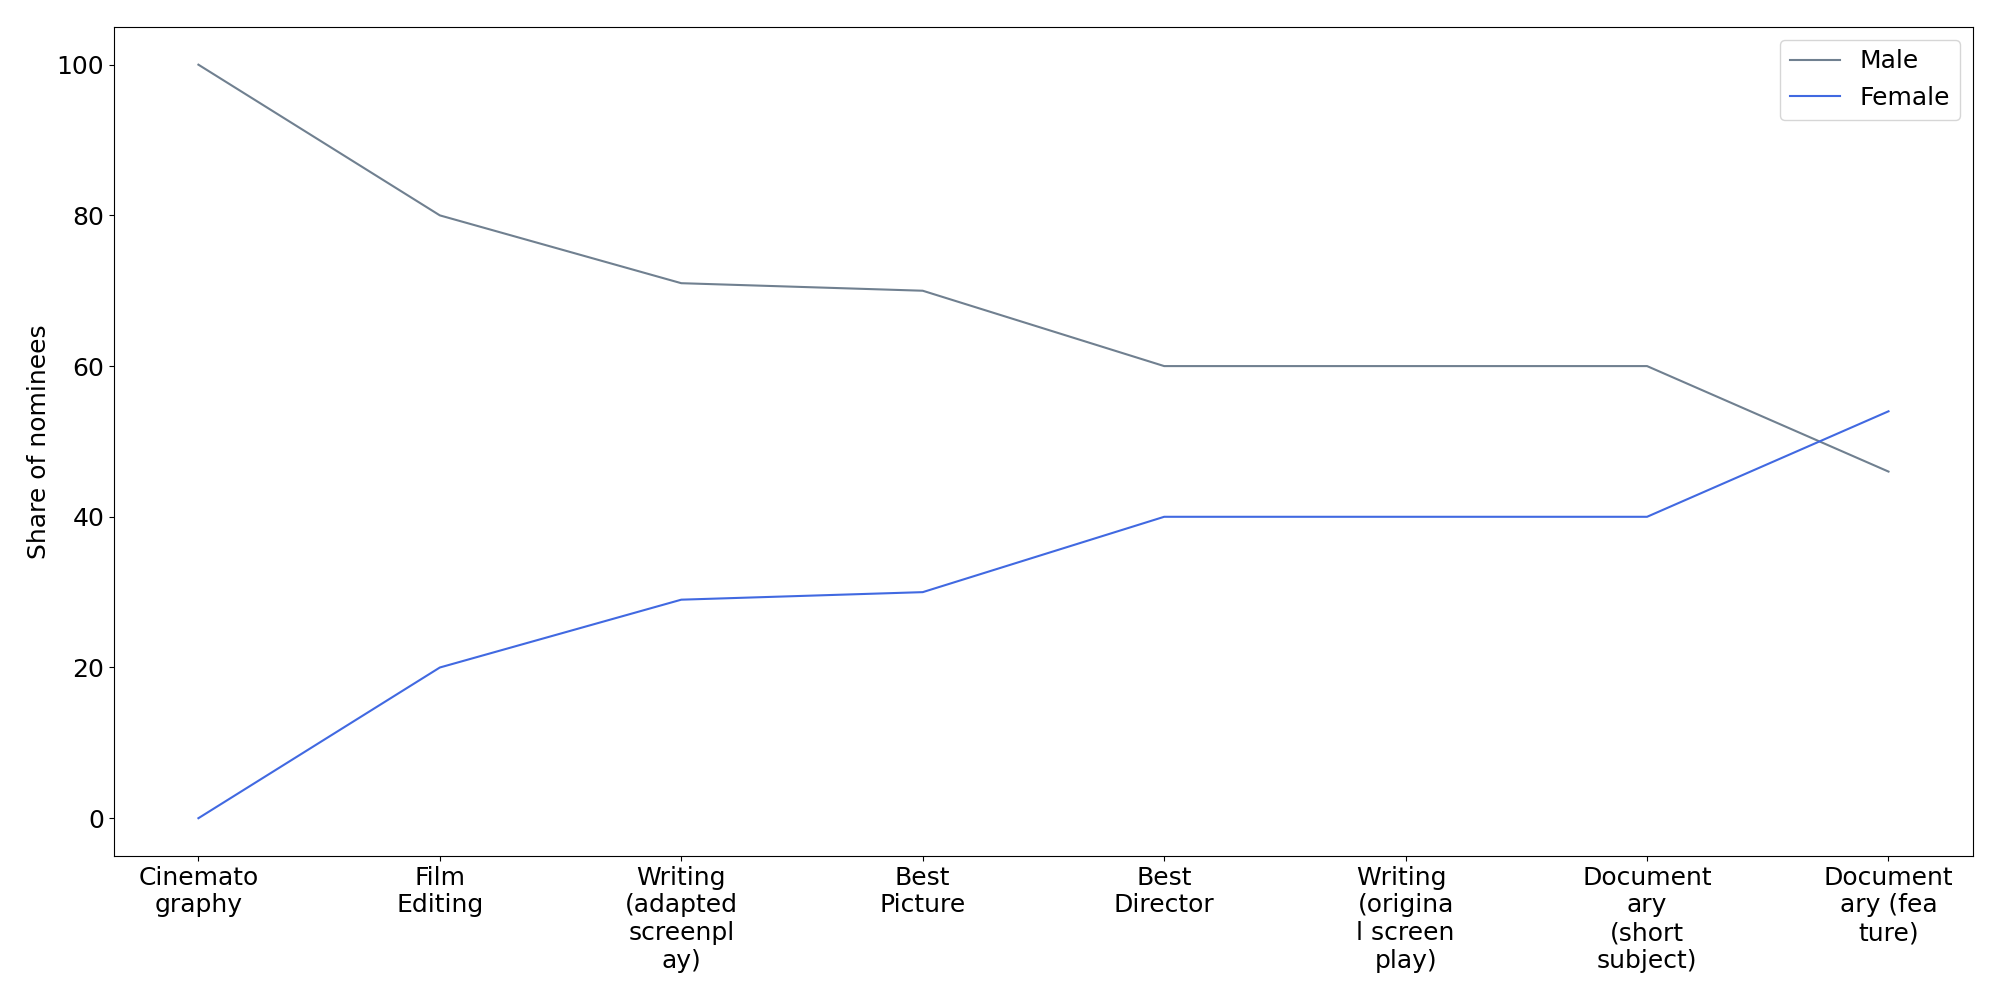 Male
Female
Share of nominees
100
80
60
40
20
0
Cinemato
graphy
Film
Editing
Writing
(adapted
screenpl
ay)
Best
Picture
Best
Director
Writing
(origina
l screen
play)
Document
ary
(short
subject)
Document
ary (fea
ture)